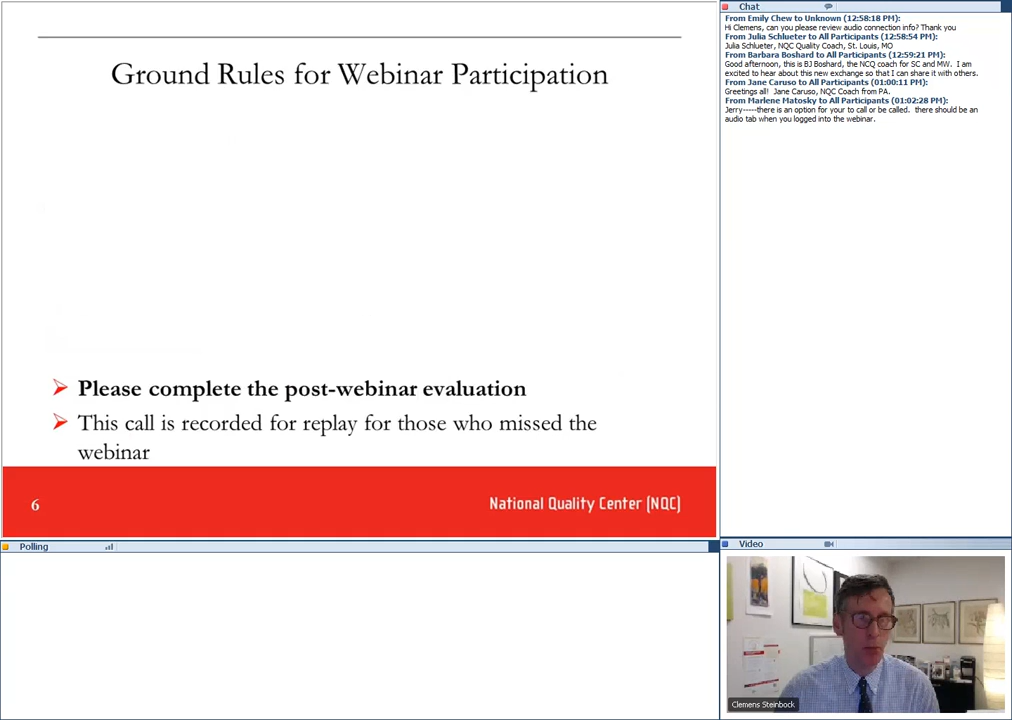 Ground Rules for Webinar Participation
Please complete the post-webinar evaluation
This call is recorded for replay for those who missed the
webinar
6
National Quality Center (NQC)
Polling
Chat
From Emily Chew to Unknown (12:58:18 PM):
Hi Clemens, can you please review audio connection info? Thank you
From Julia Schlueter to All Participants (12:58:54 PM):
Julia Schlueter, NQC Quality Coach, St. Louis, MO
From Barbara Boshard to All Participants (12:59:21 PM):
Good afternoon, this is BJ Boshard, the NCQ coach for SC and MW. I am
excited to hear about this new exchange so that I can share it with others.
From Jane Caruso to All Participants (01:00:11 PM):
Greetings all! Jane Caruso, NQC Coach from PA.
From Marlene Matosky to All Participants (01:02:28 PM):
Jerry-----there is an option for your to call or be called. there should be an
audio tab when you logged into the webinar.
Video
Clemens Steinbock